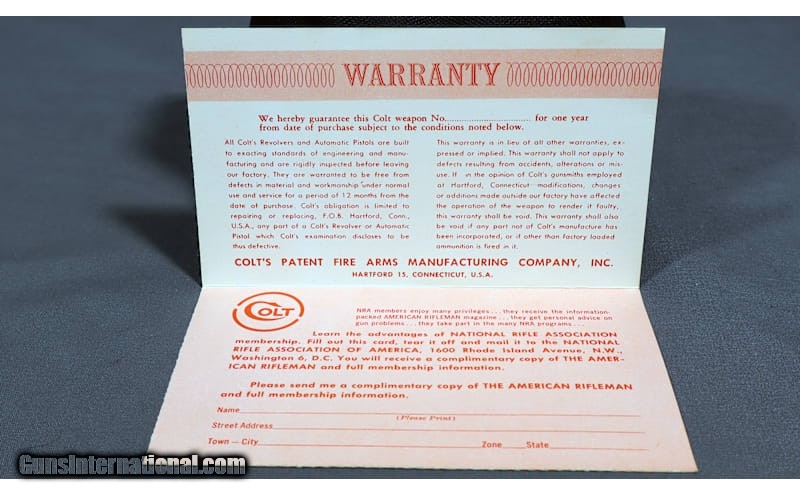 WARRANTY
We hereby guarantee this Colt weapon No.............................. for one year
from date of purchase subject to the conditions noted below.
All Colt's Revolvers and Automatic Pistols are built
to exacting standards of engineering and manu-
facturing and are rigidly inspected before leaving
our factory. They are warranted to be free from
defects in material and workmanship under normal
use and service for a period of 12 months from the
date of purchase. Colt's obligation is limited to
repairing or replacing, F.O.B. Hartford, Conn.,
U.S.A., any part of a Colt's Revolver or Automatic
Pistol which Colt's examination discloses to be
thus defective.
This warranty is in lieu of all other warranties, ex-
pressed or implied. This warranty shall not apply to
defects resulting from accidents, alterations or mis-
use. If in the opinion of Colt's gunsmiths employed
at Hartford, Connecticut modifications, changes
or additions made outside our factory have affected
the operation of the weapon to render it faulty,
this warranty shall be void. This warranty shall also
be void if any part not of Colt's manufacture has
been incorporated, or if other than factory loaded
ammunition is fired in it.
COLT'S PATENT FIRE ARMS MANUFACTURING COMPANY, INC.
HARTFORD 15, CONNECTICUT, U.S.A.
COLT
NRA members enjoy many privileges . . . they receive the information-
packed AMERICAN RIFLEMAN magazine . . . they get personal advice on
gun problems . . . they take part in the many NRA programs . . .
Learn the advantages of NATIONAL RIFLE ASSOCIATION
membership. Fill out this card, tear it off and mail it to the NATIONAL
RIFLE ASSOCIATION OF AMERICA, 1600 Rhode Island Avenue, N.W.,
Washington 6, D.C. You will receive a complimentary copy of THE AMER-
ICAN RIFLEMAN and full membership information.
Please send me a complimentary copy of THE AMERICAN RIFLEMAN
and full membership information.
Name
(Please Print)
Street Address
Town — City Zone State
GunsInternational.com